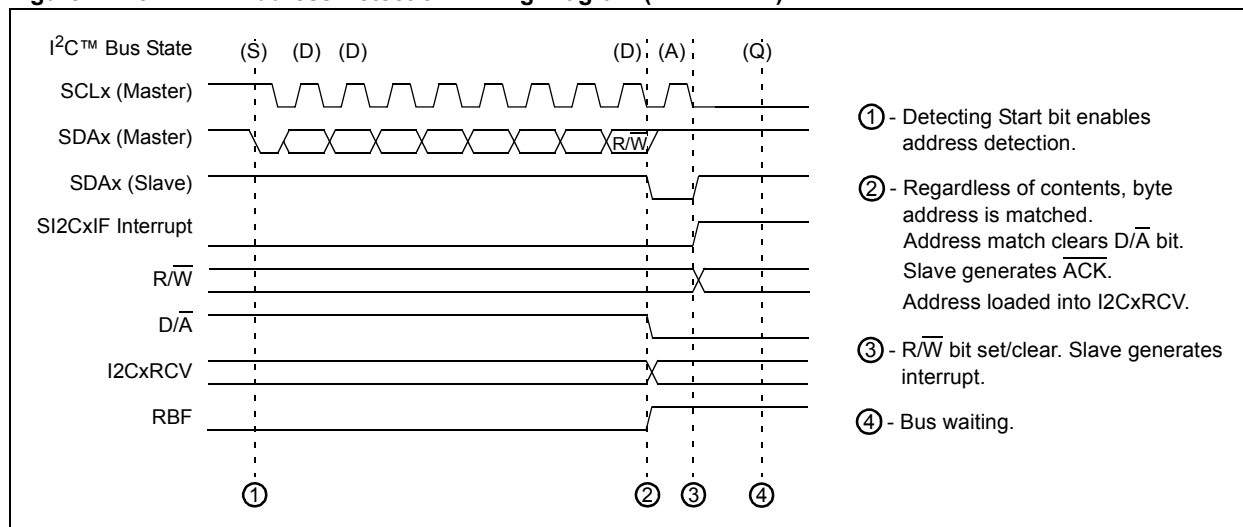 I²C™ Bus State (S) (D) (D) (D) (A) (Q)
SCLx (Master)
SDAx (Master) R/W̅
SDAx (Slave)
SI2CxIF Interrupt
R/W̅
D/A̅
I2CxRCV
RBF
1 2 3 4
1 - Detecting Start bit enables
address detection.
2 - Regardless of contents, byte
address is matched.
Address match clears D/A̅ bit.
Slave generates A̅C̅K̅.
Address loaded into I2CxRCV.
3 - R/W̅ bit set/clear. Slave generates
interrupt.
4 - Bus waiting.